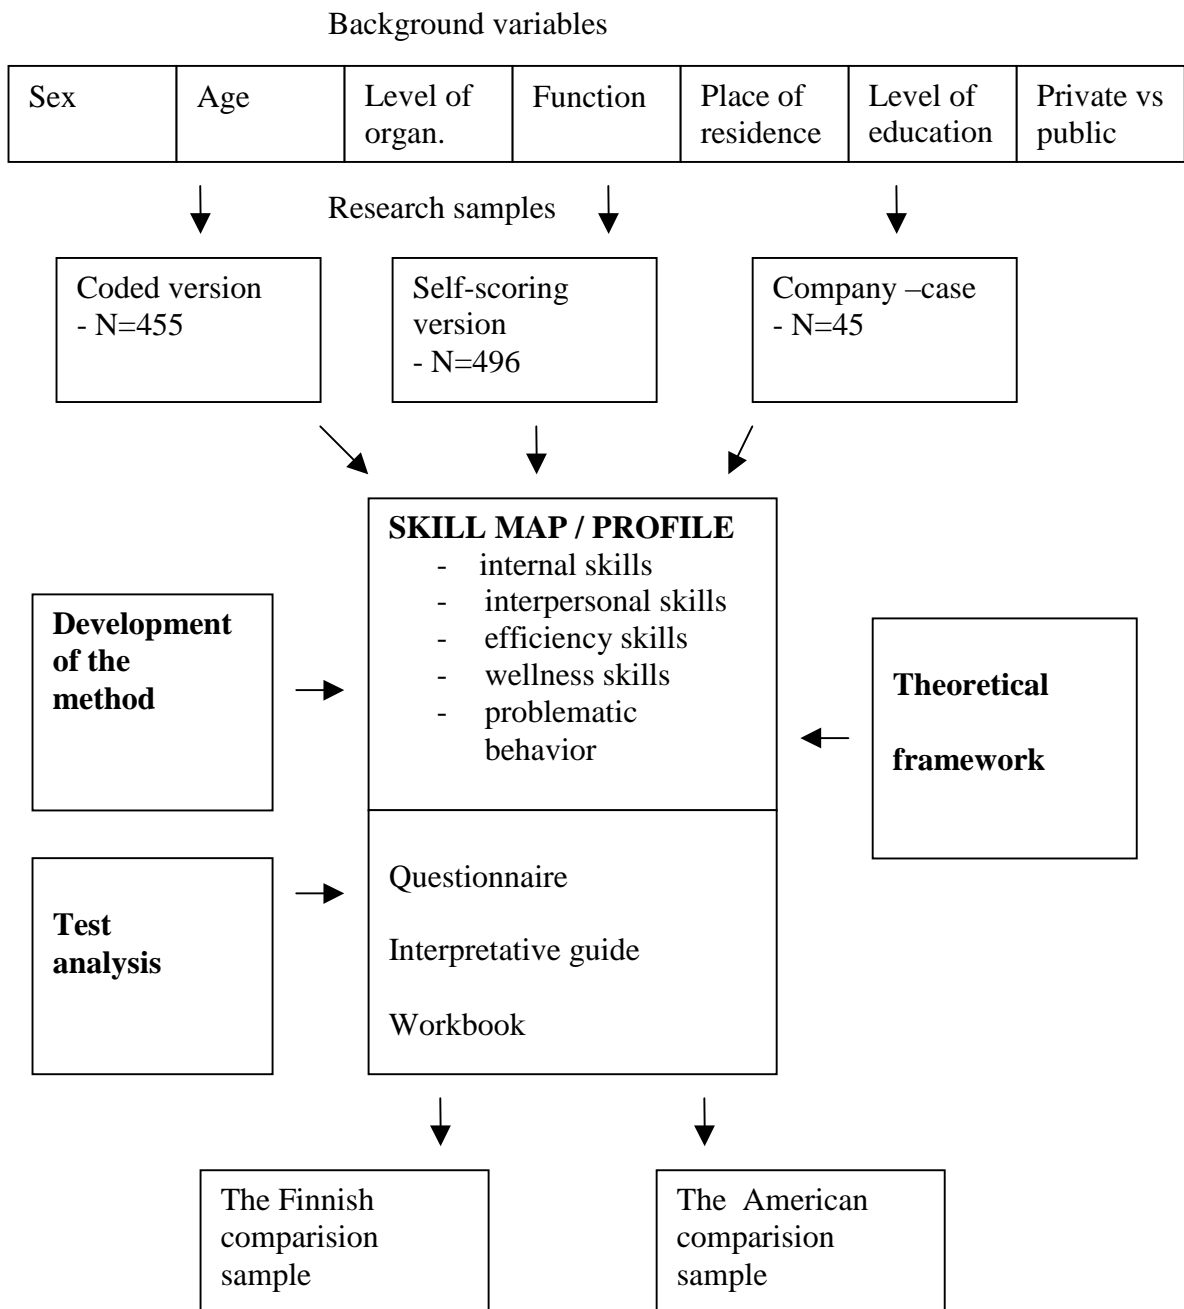 Background variables
Sex
Age
Level of
organ.
Function
Place of
residence
Level of
education
Private vs
public
Research samples
Coded version
- N=455
Self-scoring
version
- N=496
Company –case
- N=45
SKILL MAP / PROFILE
- internal skills
- interpersonal skills
- efficiency skills
- wellness skills
- problematic
behavior
Development
of the
method
Theoretical
framework
Test
analysis
Questionnaire
Interpretative guide
Workbook
The Finnish
comparision
sample
The American
comparision
sample